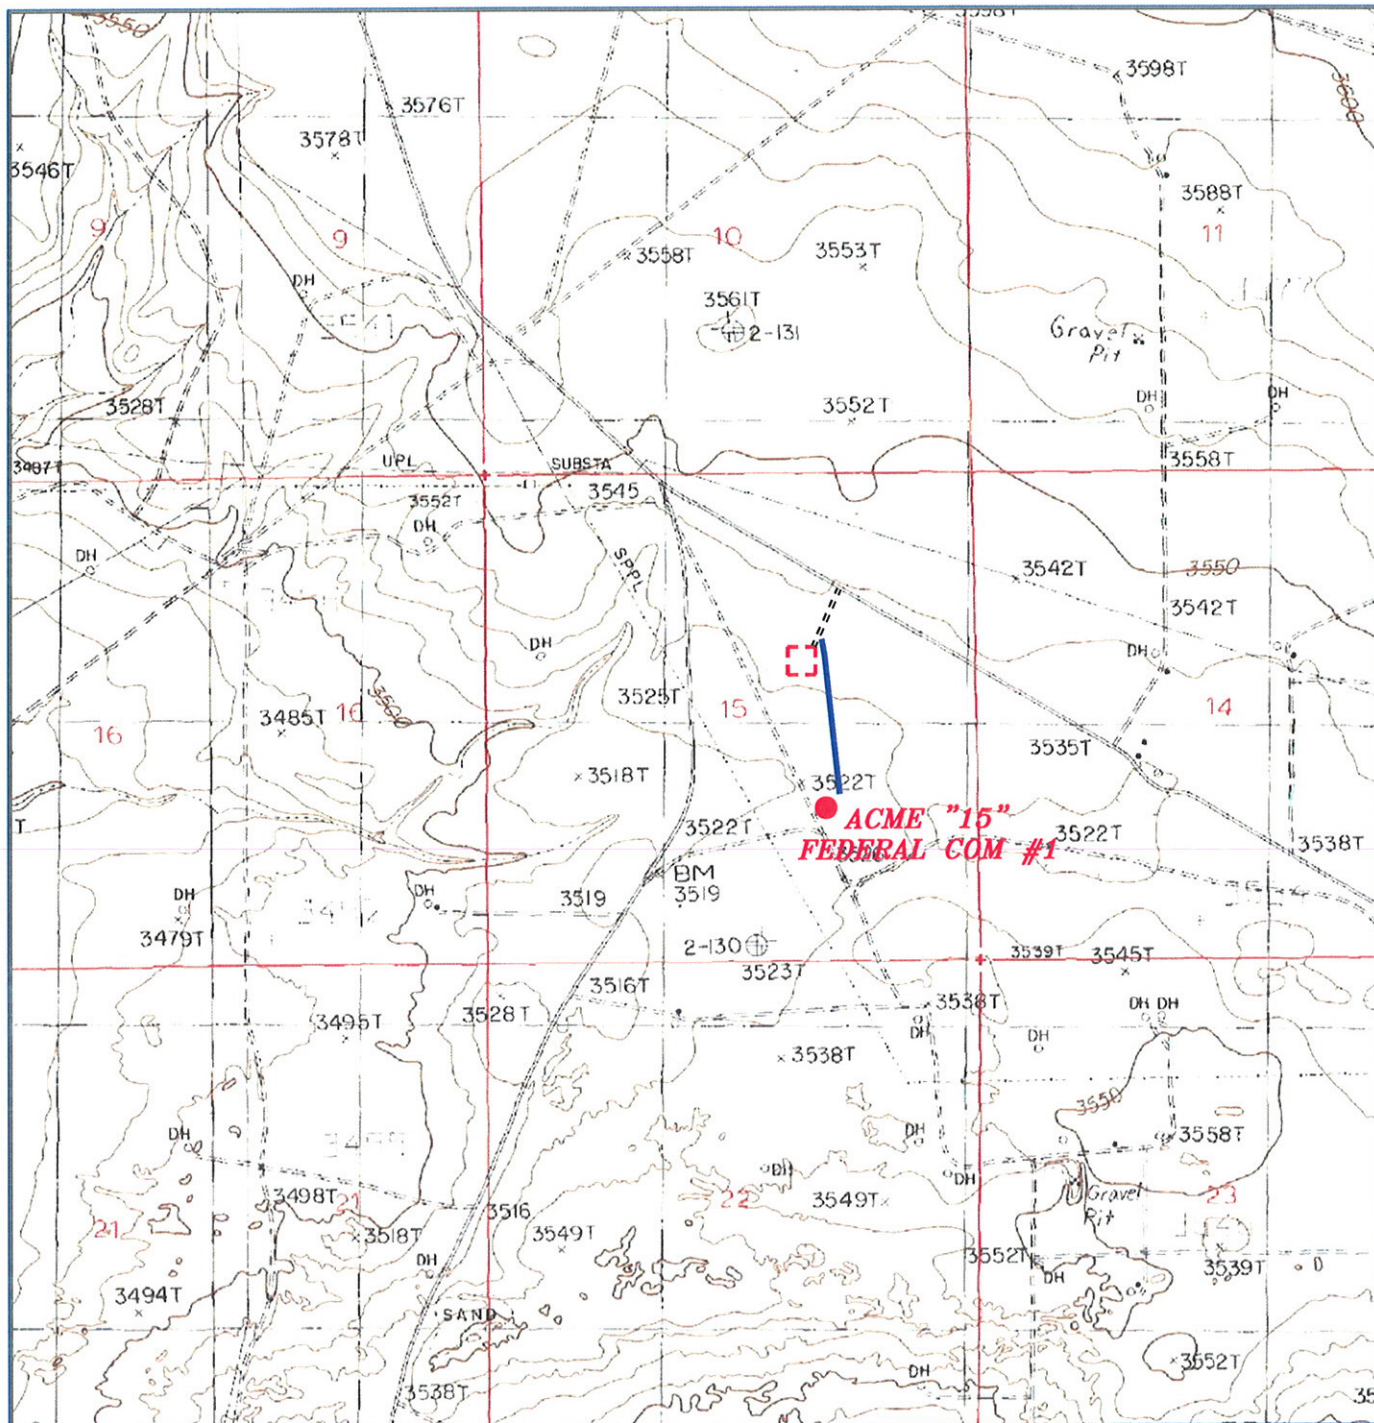 3550
3598T
3598T
3576T
3600
3578T
3546T
3588T
9
9
10
11
3558T
3553T
DH
3561T
2-131
Gravel
Pit
DH
DH
3528T
3552T
3558T
UPL
SUBSTA
3552T
3545
DH
DH
SPPL
3542T
3550
3542T
DH
DH
3500
3525T
15
14
16
3485T
16
3535T
3518T
3522T
ACME "15"
3522T
3522T
FEDERAL COM #1
3538T
BM
DH
DH
3519
3519
3479T
2-130
3539T
3545T
3523T
3516T
3528T
3538T
DH DH
3495T
DH
DH
3538T
3550
DH
DH
3558T
DH
DH
3498T
21
22
3549T
Gravel
Pit
23
21
3518T
3516
3549T
3552T
3539T
DH
DH
3494T
SAND
3552T
DH
3538T